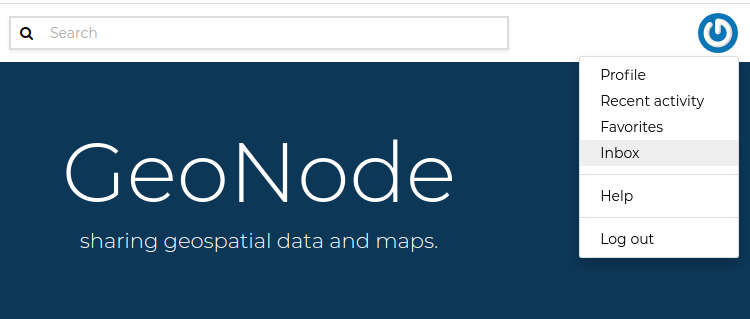 Search
Profile
Recent activity
Favorites
Inbox
Help
Log out
GeoNode
sharing geospatial data and maps.